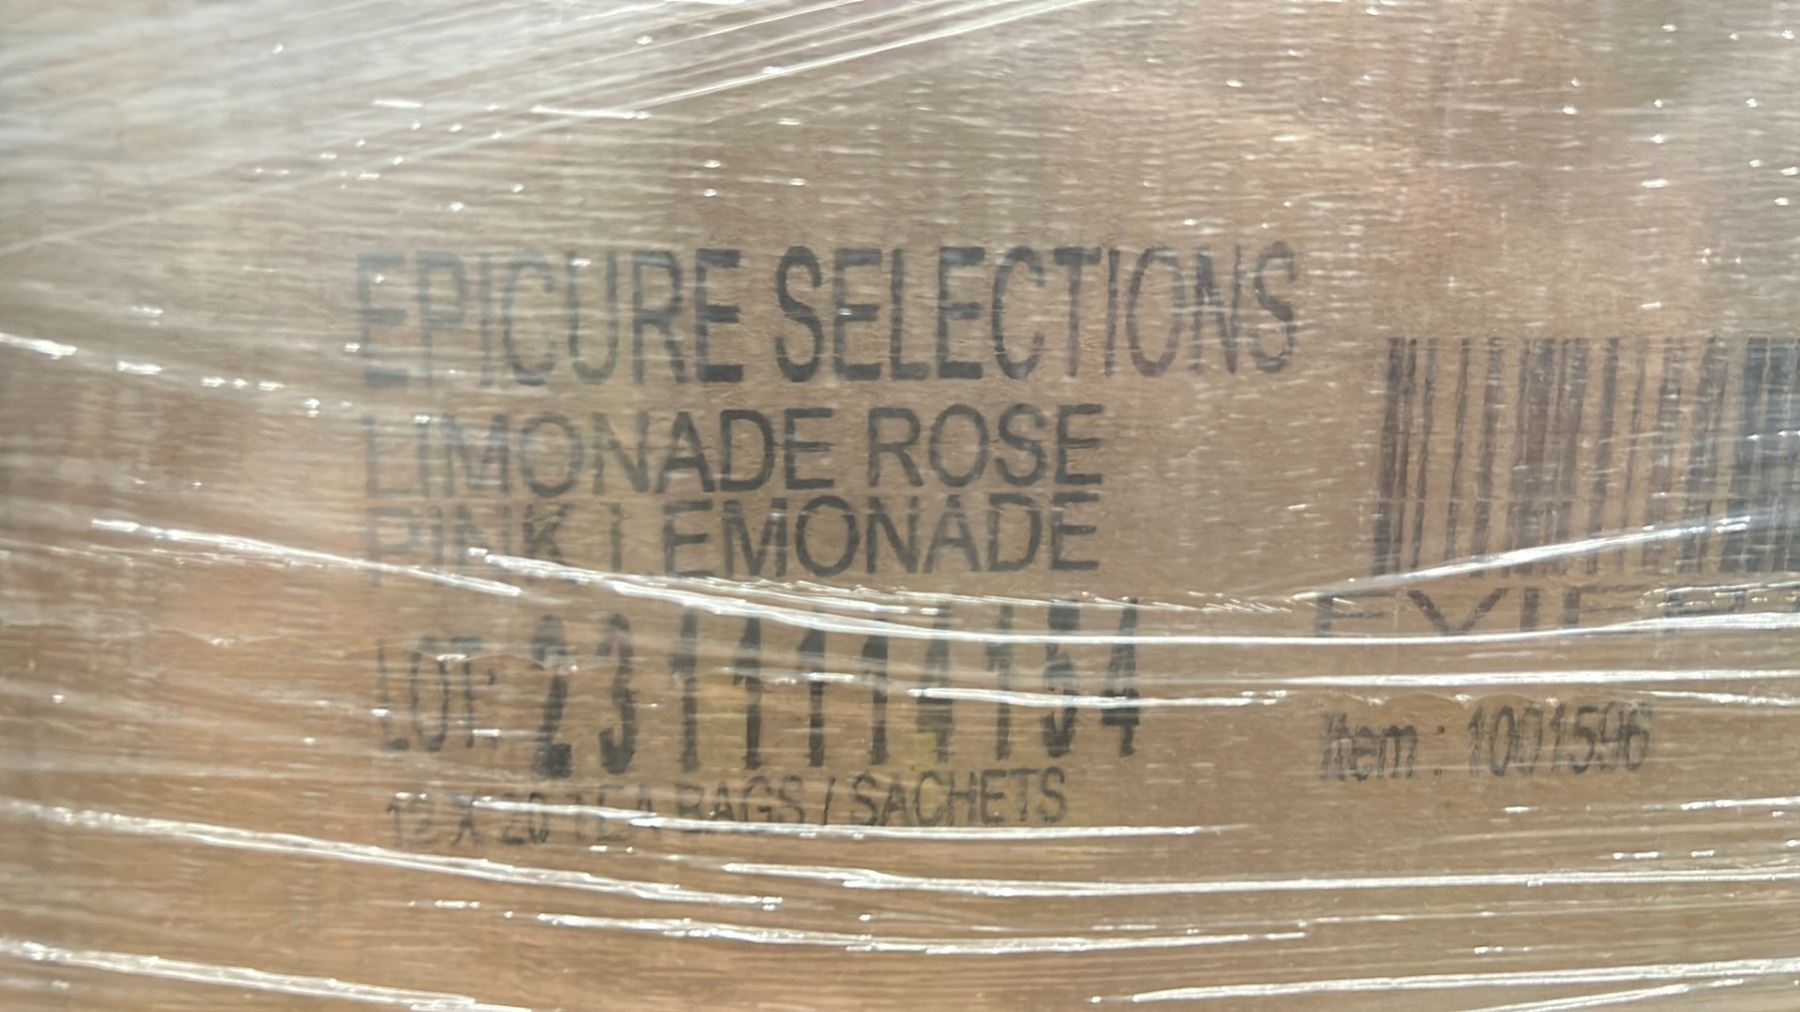 EPICURE SELECTIONS
LIMONADE ROSE
PINK LEMONADE
LOT: 2311114154
12 X 20 TEA BAGS / SACHETS
Item : 1001596